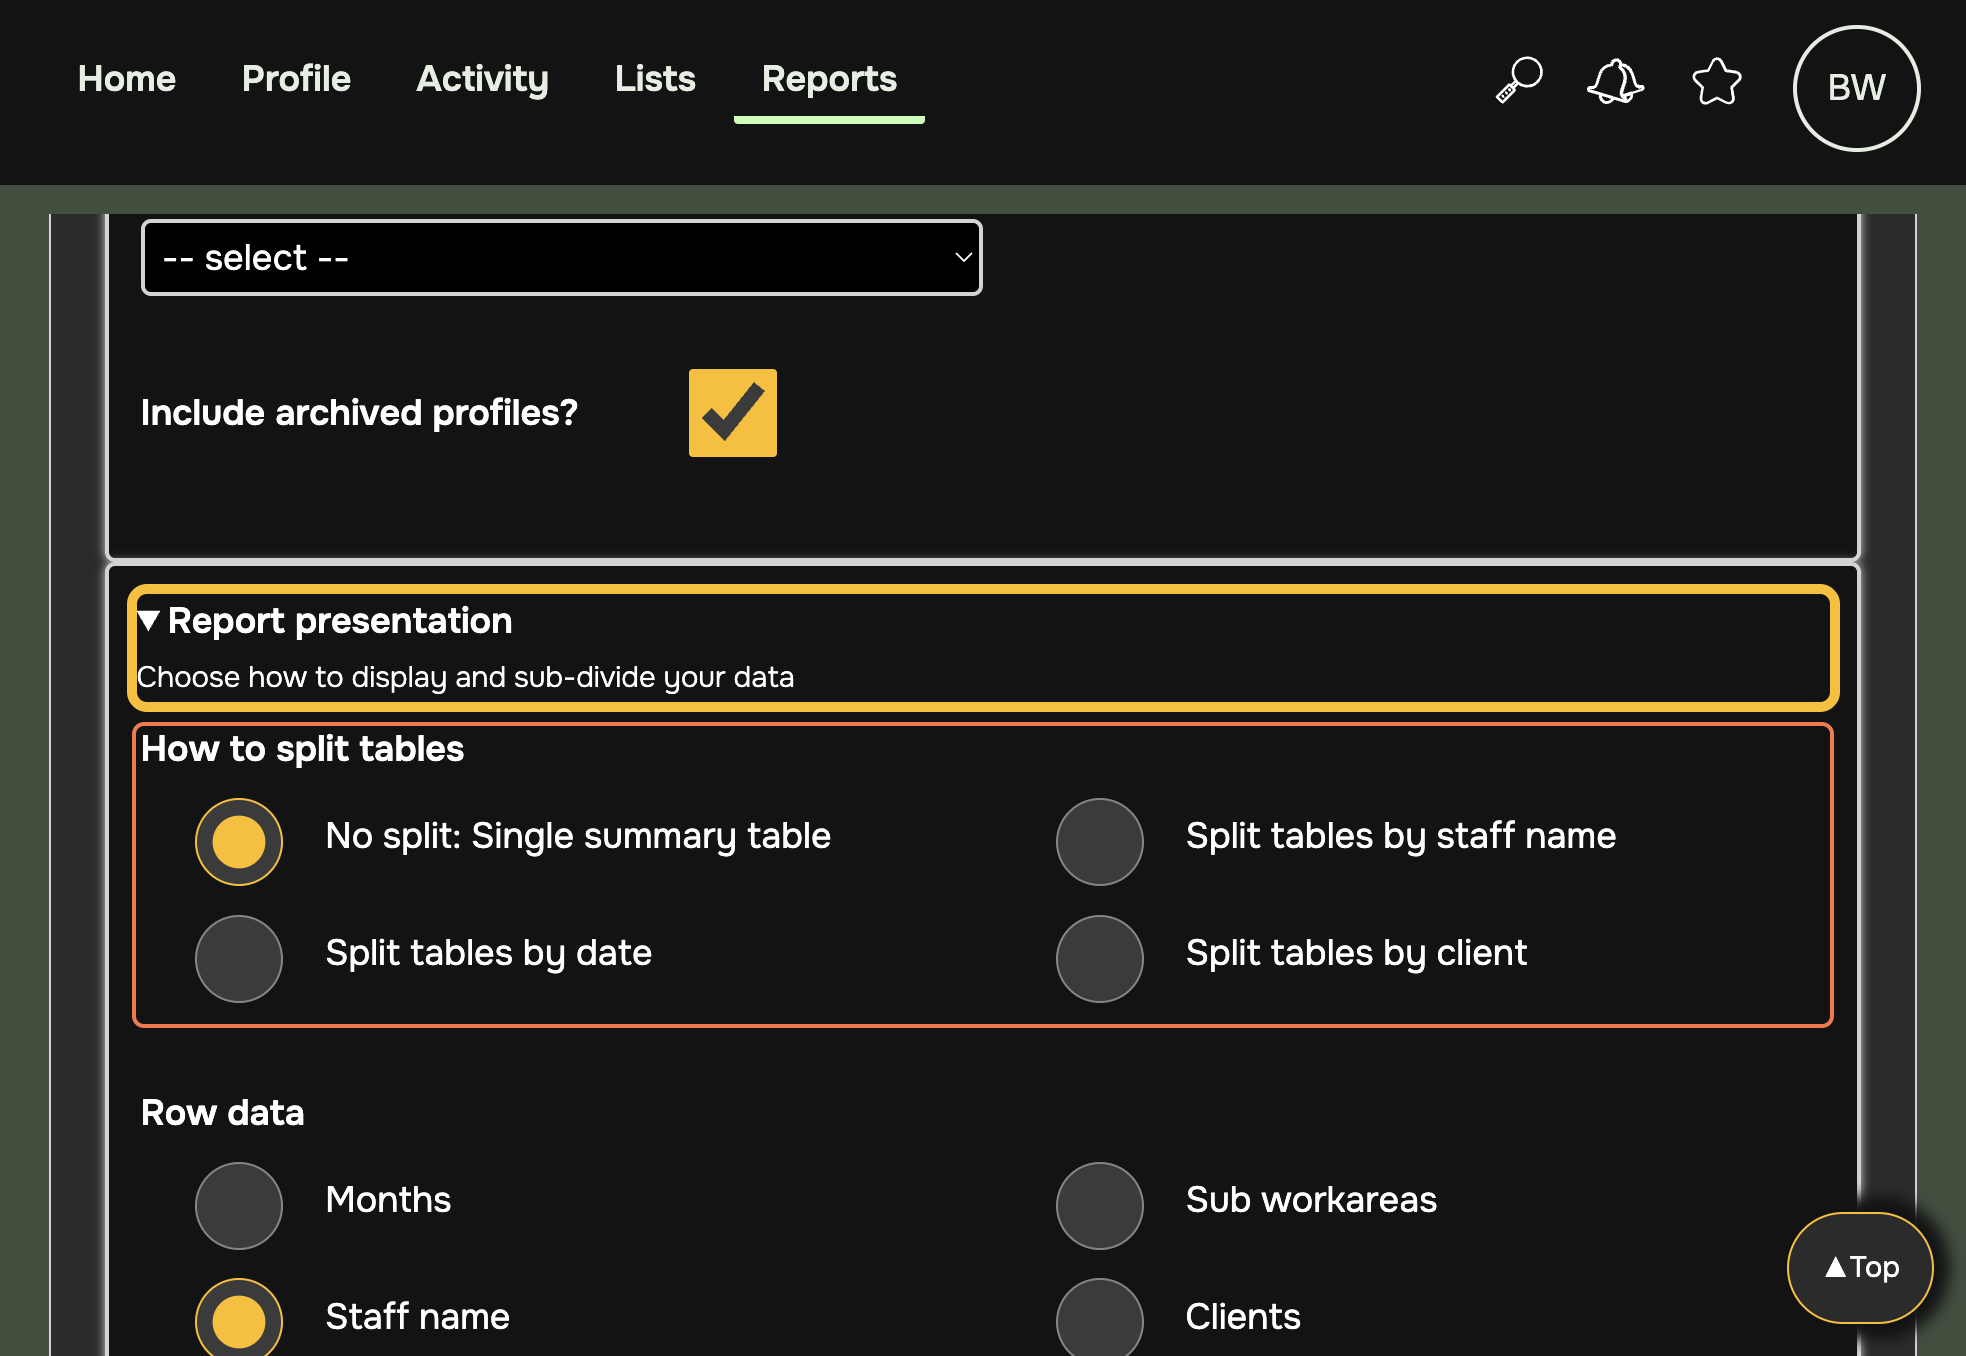 Home Profile Activity Lists Reports BW
-- select --
Include archived profiles?
▼ Report presentation
Choose how to display and sub-divide your data
How to split tables
No split: Single summary table
Split tables by staff name
Split tables by date
Split tables by client
Row data
Months
Sub workareas
Staff name
Clients
▲Top